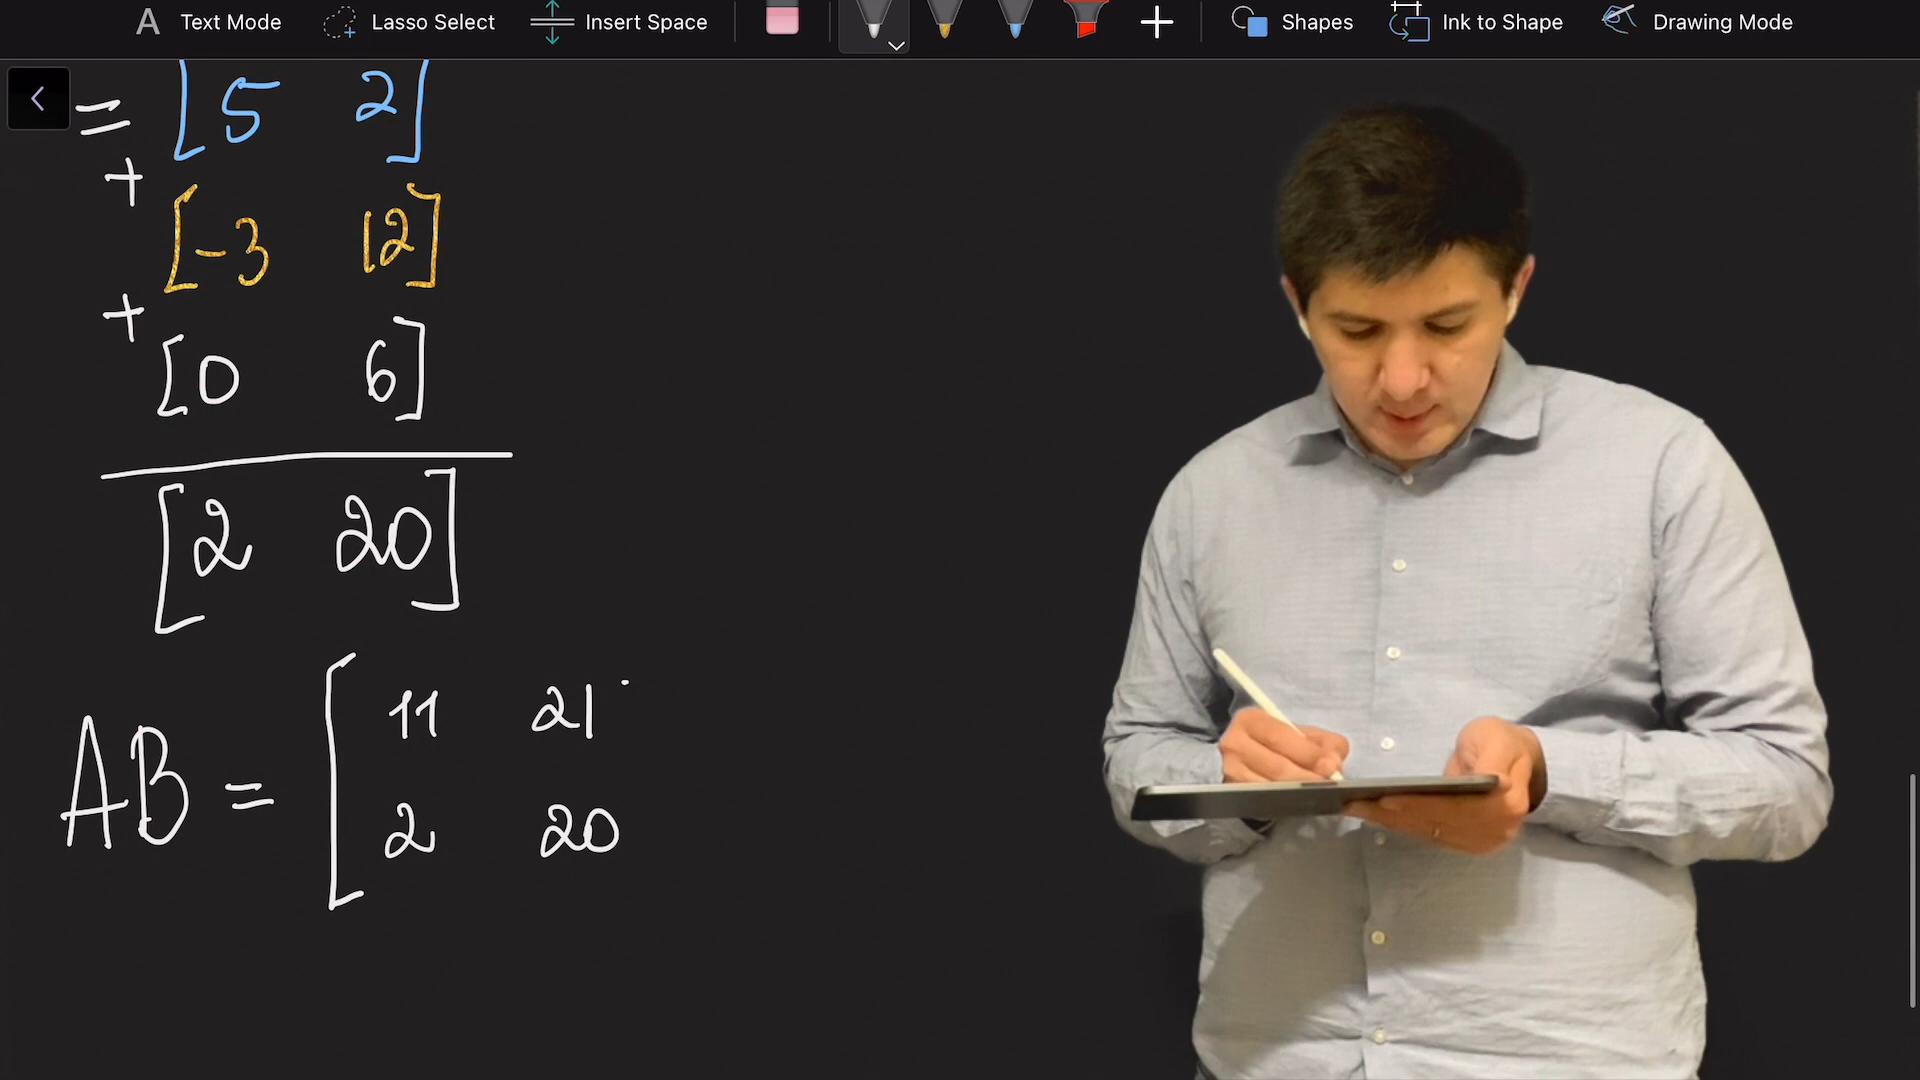 Text Mode Lasso Select Insert Space Shapes Ink to Shape Drawing Mode
= [5 2]
+ [-3 12]
+ [0 6]
[2 20]
AB = [11 21
2 20